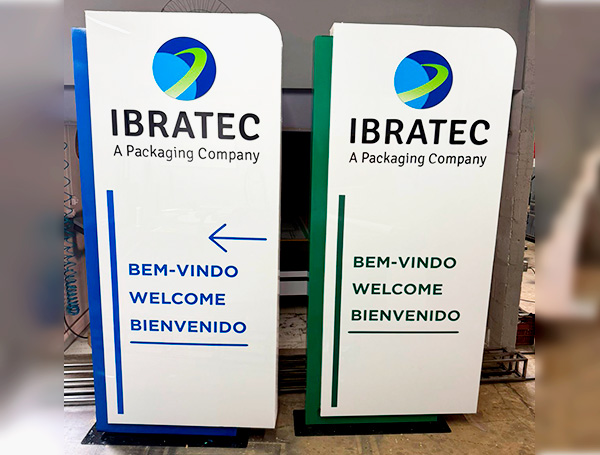 IBRATEC
A Packaging Company
BEM-VINDO
WELCOME
BIENVENIDO
IBRATEC
A Packaging Company
BEM-VINDO
WELCOME
BIENVENIDO